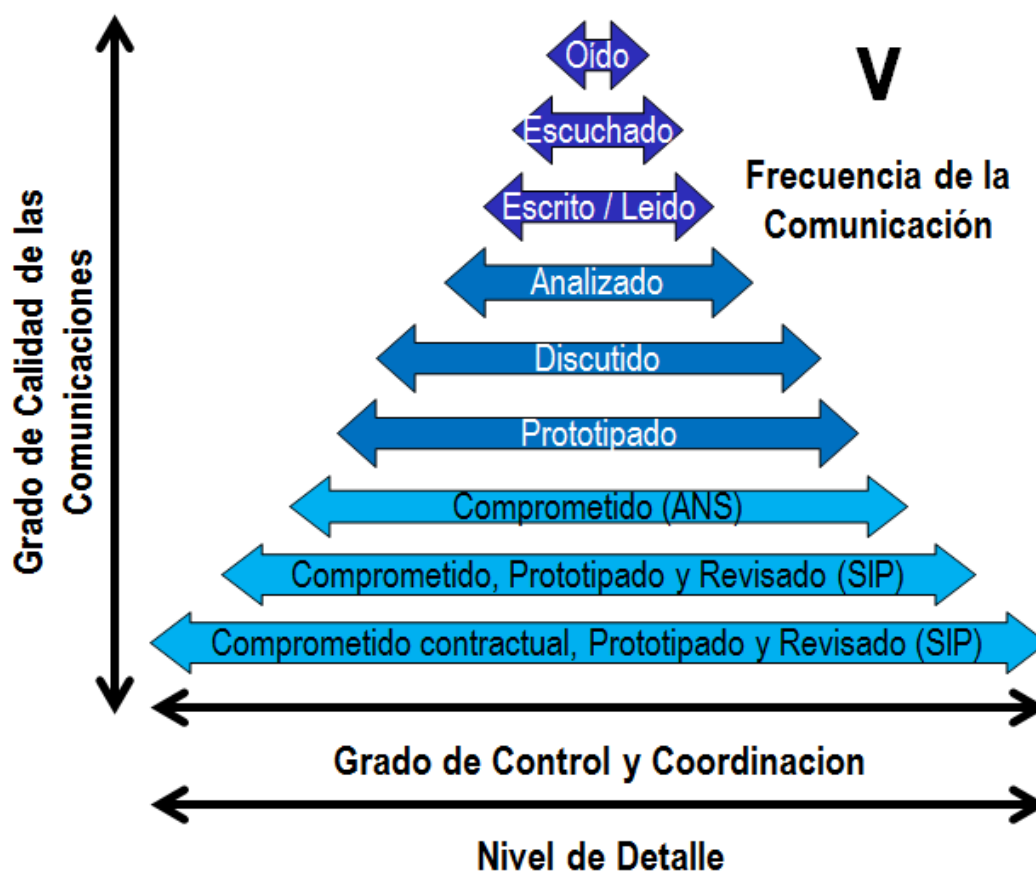 Oído
V
Escuchado
Frecuencia de la
Comunicación
Escrito / Leido
Analizado
Discutido
Prototipado
Comprometido (ANS)
Comprometido, Prototipado y Revisado (SIP)
Comprometido contractual, Prototipado y Revisado (SIP)
Grado de Calidad de las
Comunicaciones
Grado de Control y Coordinacion
Nivel de Detalle